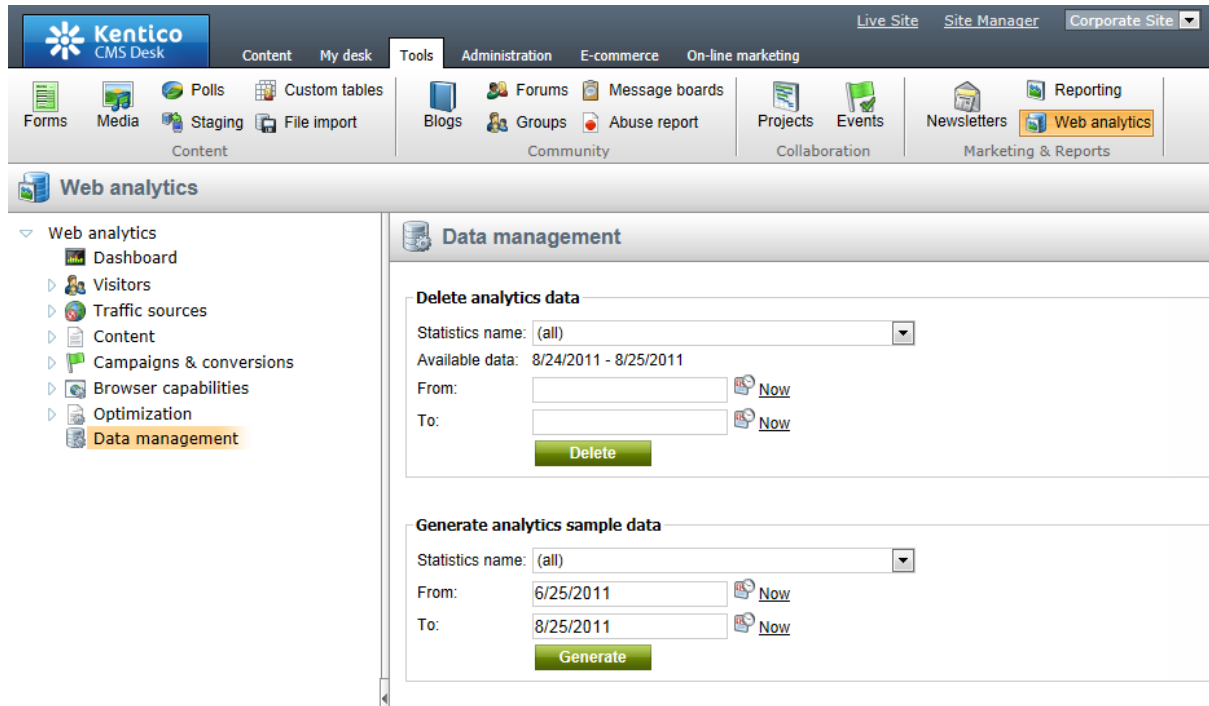 Live Site Site Manager Corporate Site
Kentico
CMS Desk
Content My desk Tools Administration E-commerce On-line marketing
Forms Media Polls Custom tables
Staging File import
Content
Blogs Forums Message boards
Groups Abuse report
Community
Projects Events
Collaboration
Newsletters Reporting
Web analytics
Marketing & Reports
Web analytics
Web analytics
Dashboard
Visitors
Traffic sources
Content
Campaigns & conversions
Browser capabilities
Optimization
Data management
Data management
Delete analytics data
Statistics name: (all)
Available data: 8/24/2011 - 8/25/2011
From: Now
To: Now
Delete
Generate analytics sample data
Statistics name: (all)
From: 6/25/2011 Now
To: 8/25/2011 Now
Generate